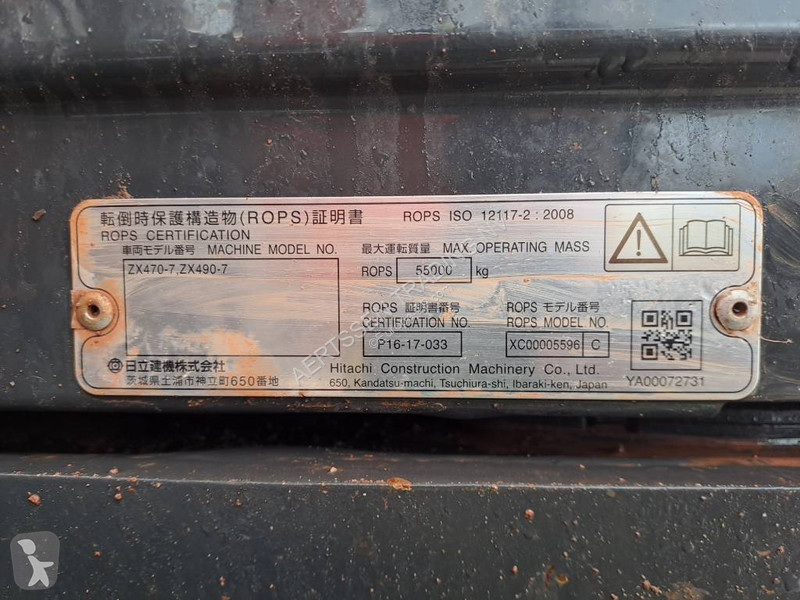 転倒時保護構造物(ROPS)証明書 ROPS ISO 12117-2 : 2008
ROPS CERTIFICATION
車両モデル番号 MACHINE MODEL NO.
ZX470-7,ZX490-7
最大運転質量 MAX. OPERATING MASS
ROPS 55000 kg
ROPS 証明書番号
CERTIFICATION NO.
P16-17-033
ROPS モデル番号
ROPS MODEL NO.
XC00005596 C
日立建機株式会社
茨城県土浦市神立町650番地
Hitachi Construction Machinery Co., Ltd.
650, Kandatsu-machi, Tsuchiura-shi, Ibaraki-ken, Japan
YA00072731